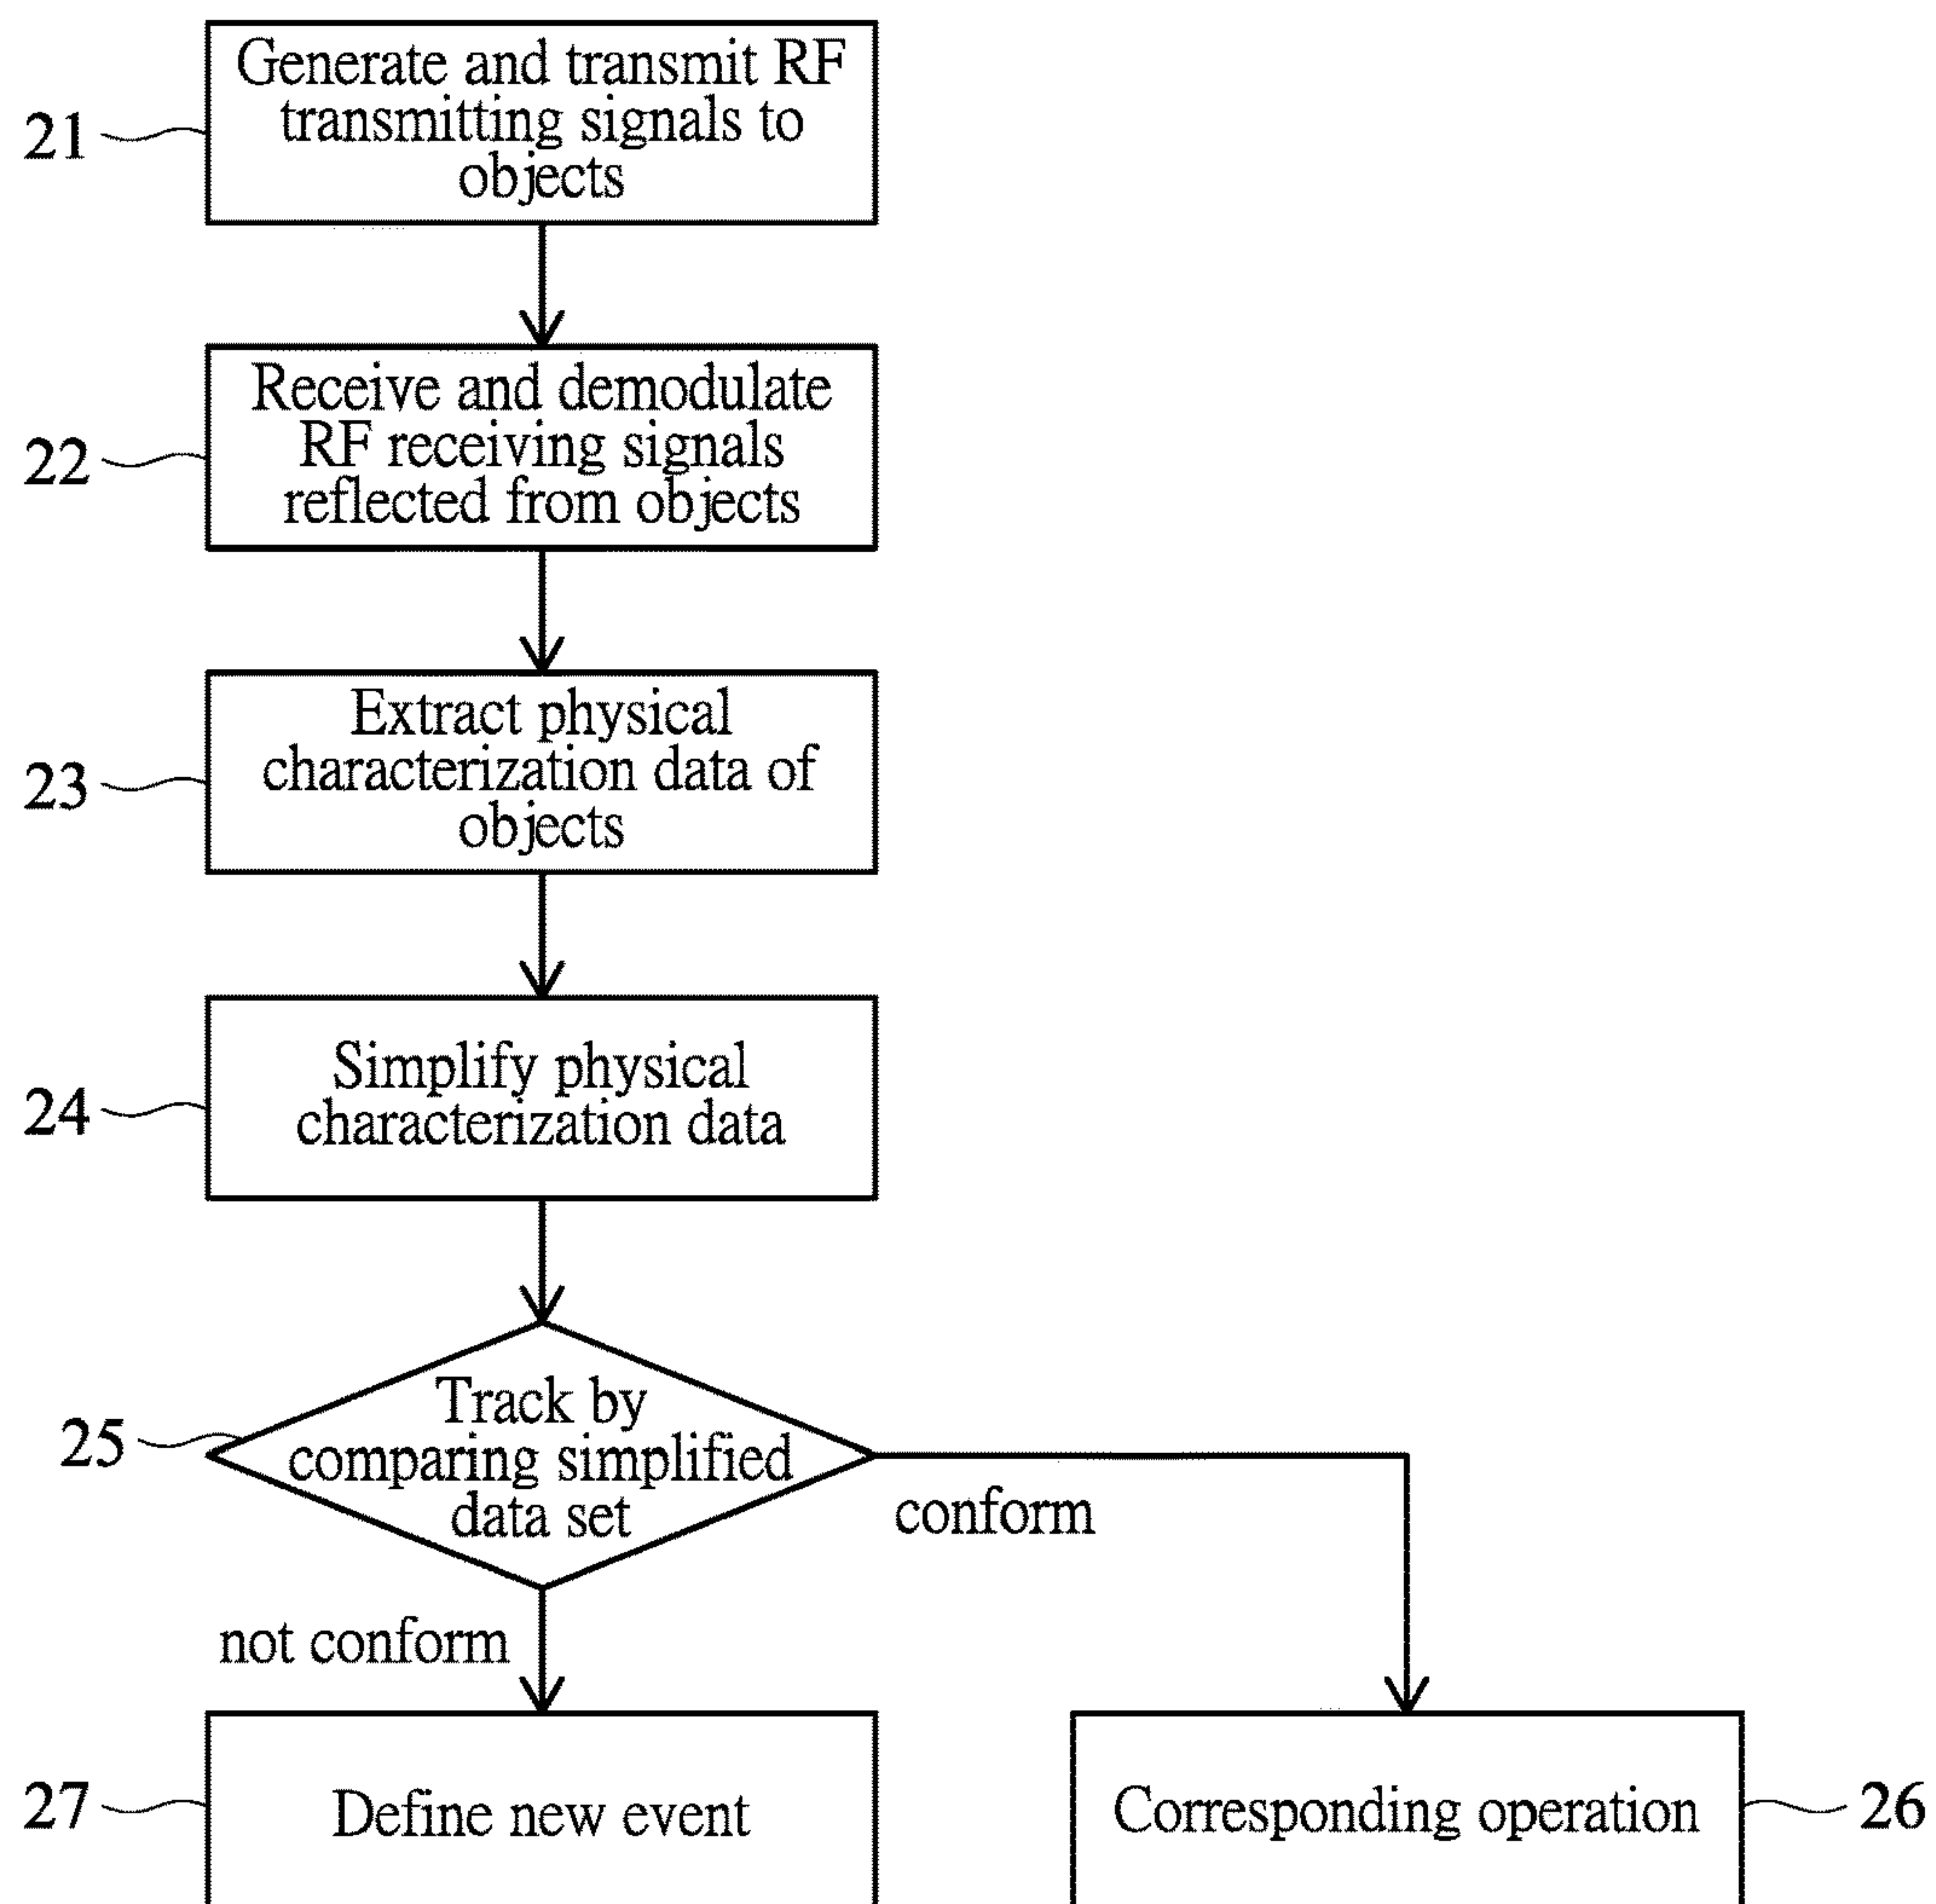 Generate and transmit RF
transmitting signals to
objects
21
Receive and demodulate
RF receiving signals
reflected from objects
22
Extract physical
characterization data of
objects
23
Simplify physical
characterization data
24
Track by
comparing simplified
data set
25
conform
not conform
Define new event
27
Corresponding operation
26